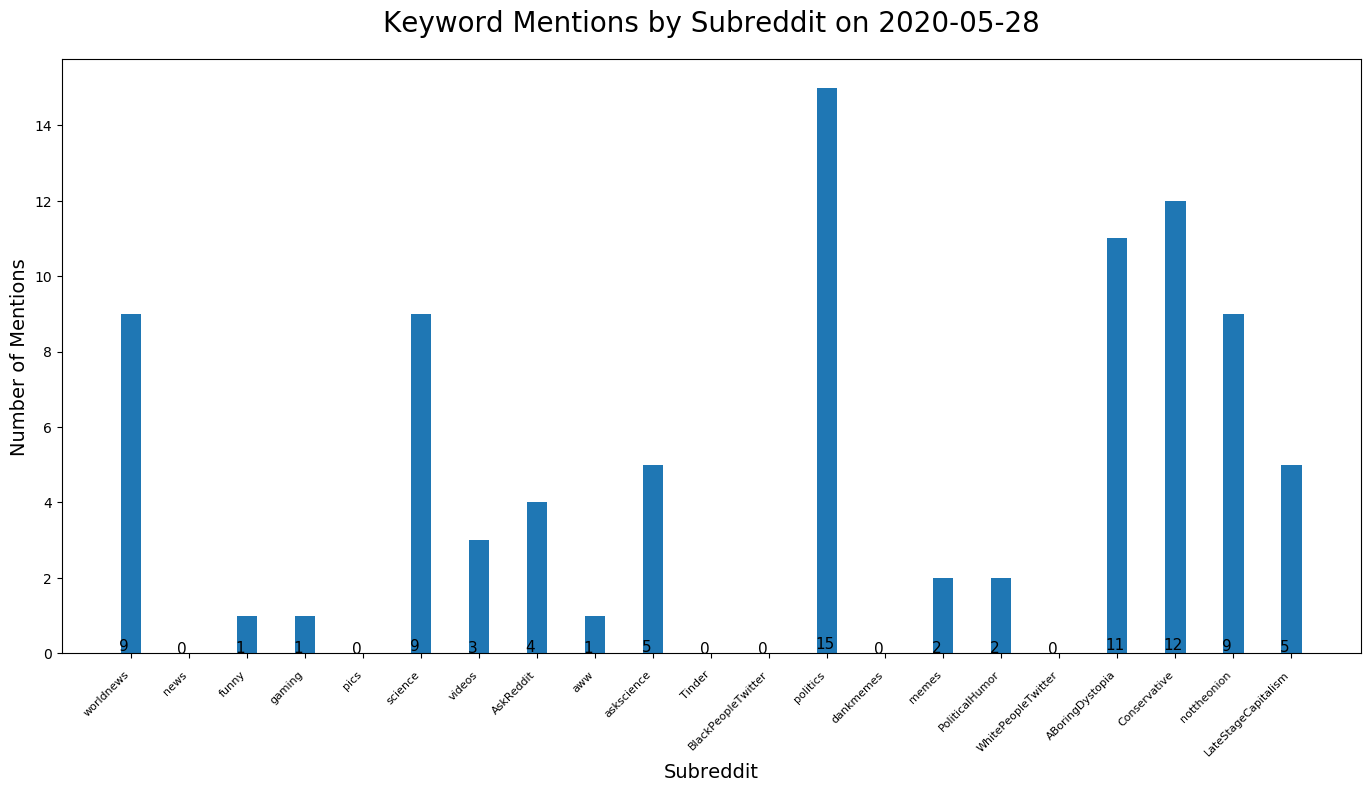 Keyword Mentions by Subreddit on 2020-05-28
Number of Mentions
14
12
10
8
6
4
2
0
9 0 1 1 0 9 3 4 1 5 0 0 15 0 2 2 0 11 12 9 5
worldnews
news
funny
gaming
pics
science
videos
AskReddit
aww
askscience
Tinder
BlackPeopleTwitter
politics
dankmemes
memes
PoliticalHumor
WhitePeopleTwitter
ABoringDystopia
Conservative
nottheonion
LateStageCapitalism
Subreddit